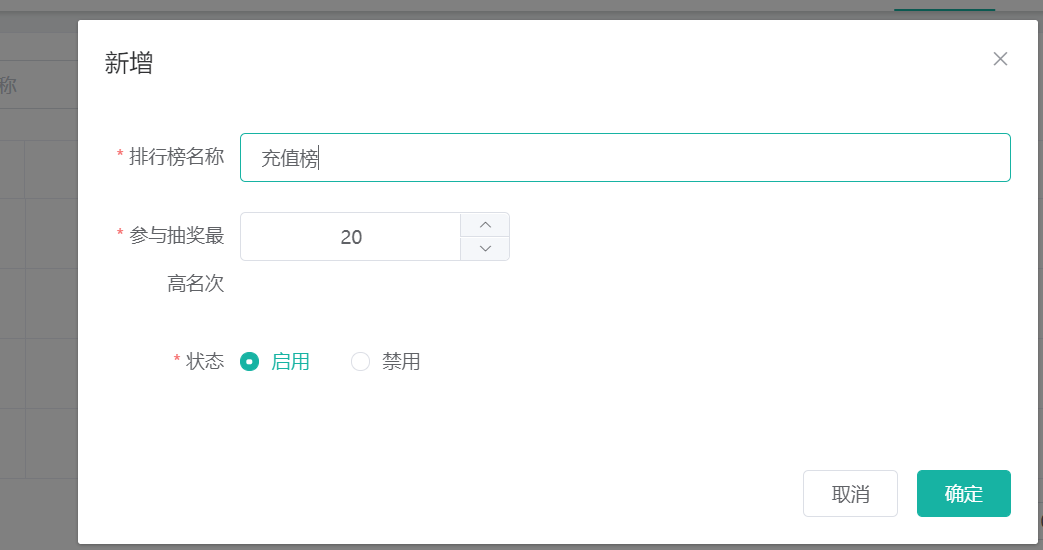 新增
称
* 排行榜名称 充值榜
* 参与抽奖最 20
高名次
* 状态 启用 禁用
取消 确定